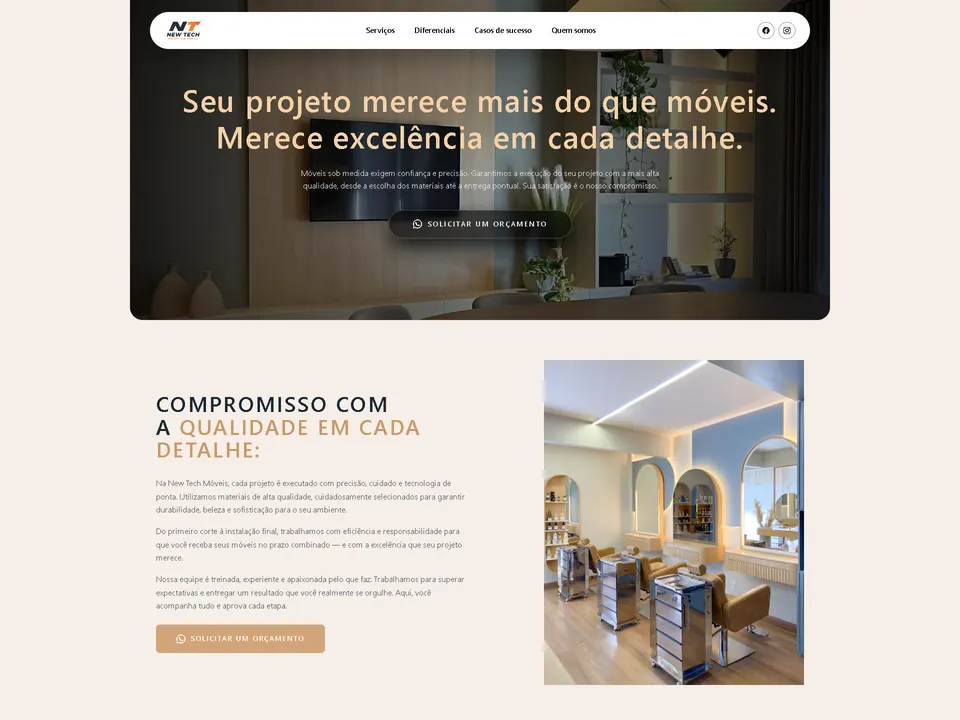 NT
NEW TECH
Serviços
Diferenciais
Casos de sucesso
Quem somos
Seu projeto merece mais do que móveis.
Merece excelência em cada detalhe.
Móveis sob medida exigem confiança e precisão. Garantimos a execução do seu projeto com a mais alta
qualidade, desde a escolha dos materiais até a entrega pontual. Sua satisfação é o nosso compromisso.
SOLICITAR UM ORÇAMENTO
COMPROMISSO COM
A QUALIDADE EM CADA
DETALHE:
Na New Tech Móveis, cada projeto é executado com precisão, cuidado e tecnologia de
ponta. Utilizamos materiais de alta qualidade, cuidadosamente selecionados para garantir
durabilidade, beleza e sofisticação para o seu ambiente.
Do primeiro corte à instalação final, trabalhamos com eficiência e responsabilidade para
que você receba seus móveis no prazo combinado — e com a excelência que seu projeto
merece.
Nossa equipe é treinada, experiente e apaixonada pelo que faz. Trabalhamos para superar
expectativas e entregar um resultado que você realmente se orgulhe. Aqui, você
acompanha tudo e aprova cada etapa.
SOLICITAR UM ORÇAMENTO